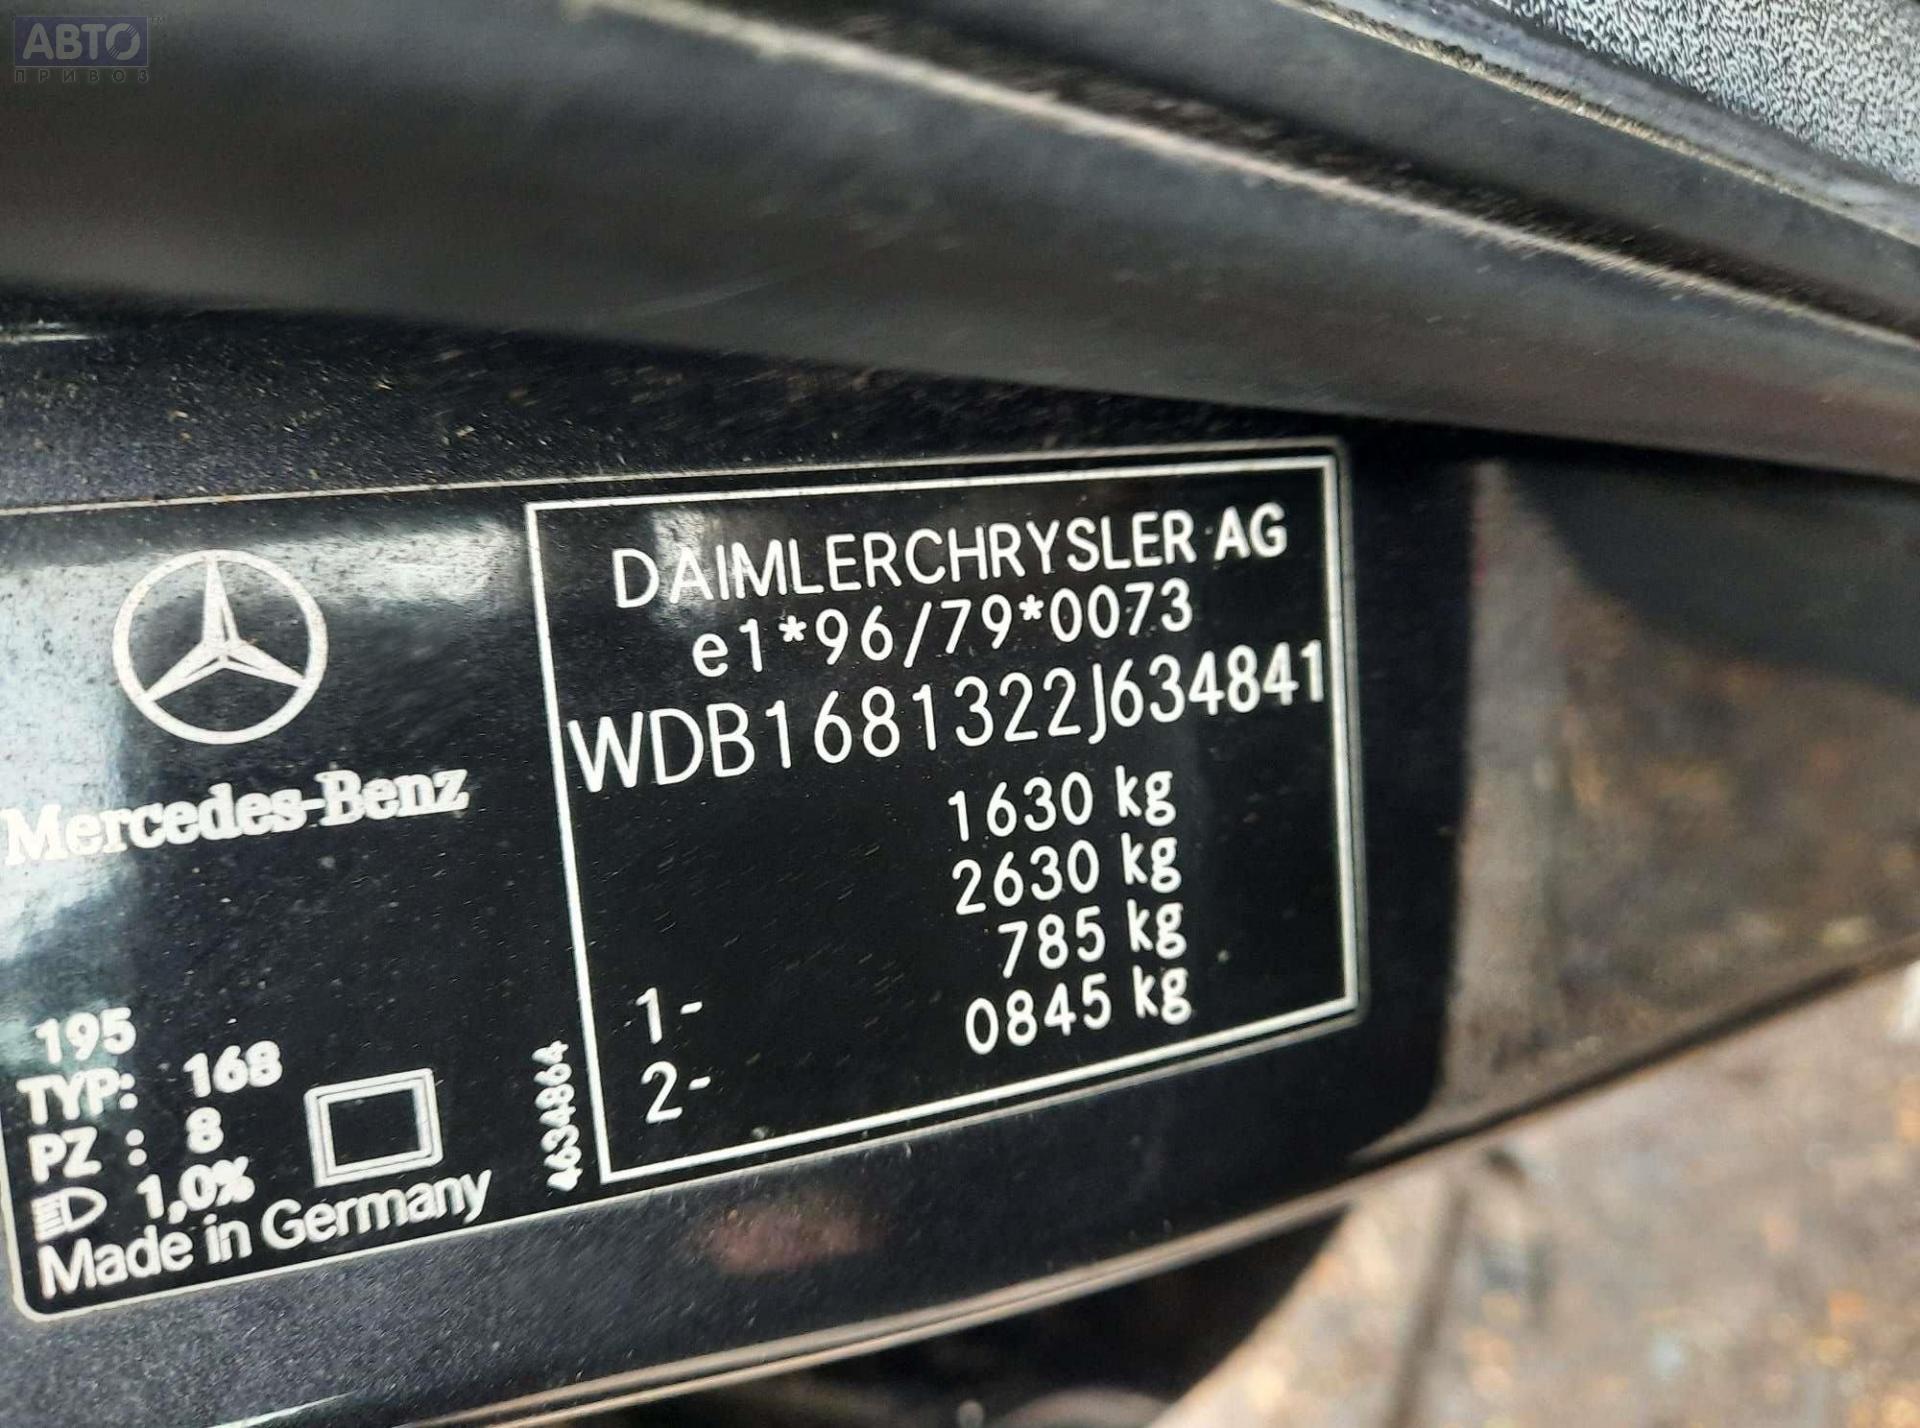 АВТО
ПРИВОЗ
DAIMLERCHRYSLER AG
e1*96/79*0073
WDB1681322J634841
1630 kg
2630 kg
1- 785 kg
2- 0845 kg
Mercedes-Benz
195
TYP: 168
PZ : 8
1,0%
Made in Germany
4634864